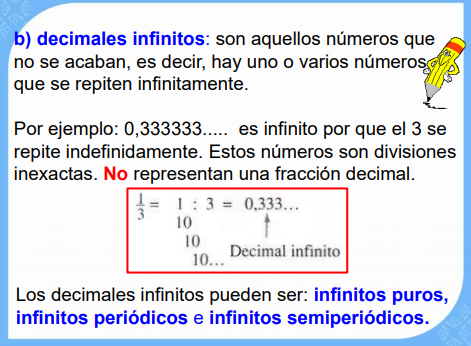 b) decimales infinitos: son aquellos números que
no se acaban, es decir, hay uno o varios números
que se repiten infinitamente.
Por ejemplo: 0,333333..... es infinito por que el 3 se
repite indefinidamente. Estos números son divisiones
inexactas. No representan una fracción decimal.
1/3 = 1 : 3 = 0,333...
10
10
10... Decimal infinito
Los decimales infinitos pueden ser: infinitos puros,
infinitos periódicos e infinitos semiperiódicos.